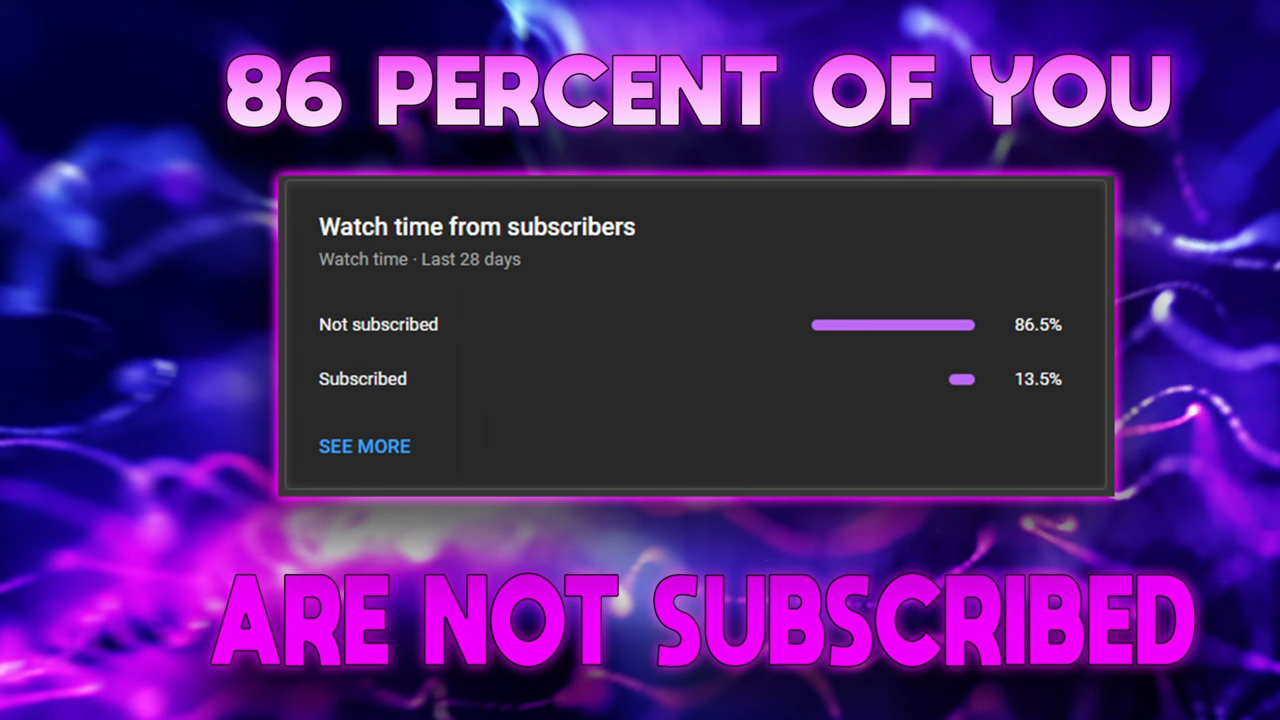 86 PERCENT OF YOU
Watch time from subscribers
Watch time · Last 28 days
Not subscribed 86.5%
Subscribed 13.5%
SEE MORE
ARE NOT SUBSCRIBED